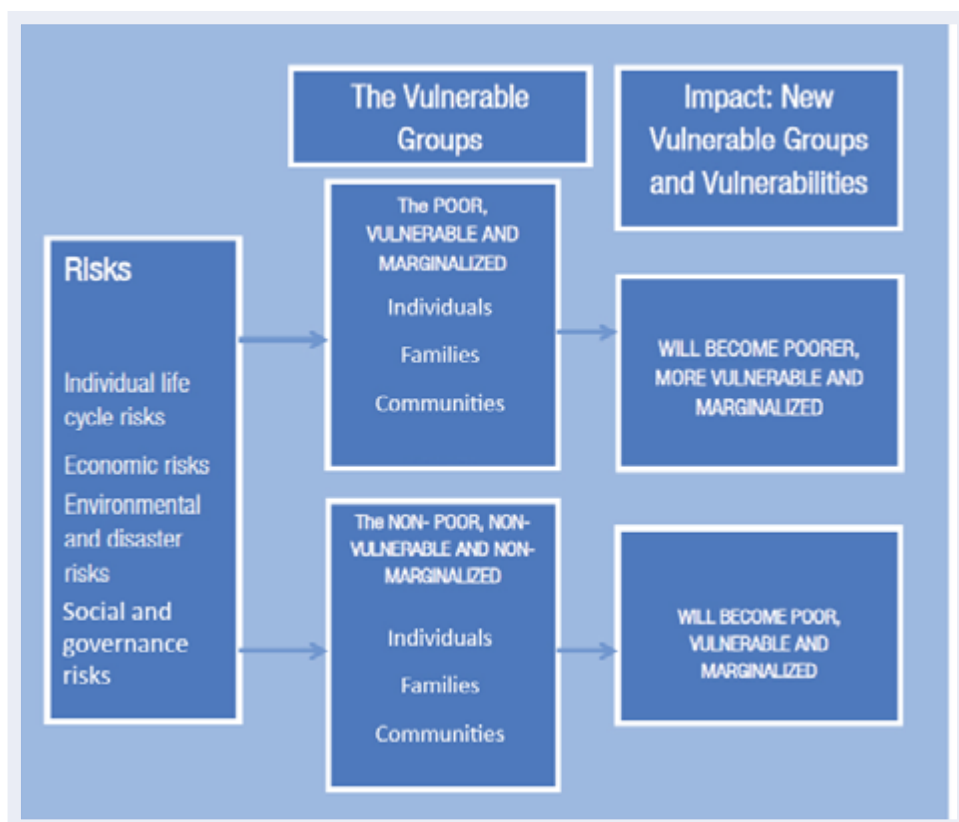 The Vulnerable
Groups
Impact: New
Vulnerable Groups
and Vulnerabilities
Risks
Individual life
cycle risks
Economic risks
Environmental
and disaster
risks
Social and
governance
risks
The POOR,
VULNERABLE AND
MARGINALIZED
Individuals
Families
Communities
WILL BECOME POORER,
MORE VULNERABLE AND
MARGINALIZED
The NON- POOR, NON-
VULNERABLE AND NON-
MARGINALIZED
Individuals
Families
Communities
WILL BECOME POOR,
VULNERABLE AND
MARGINALIZED